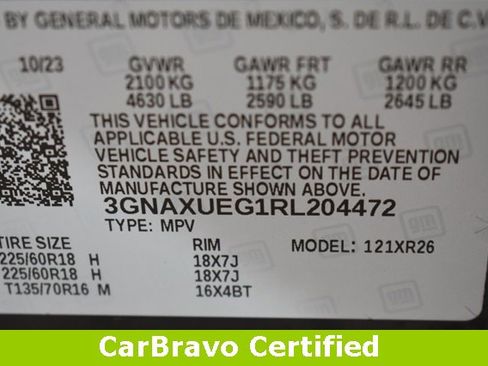 BY GENERAL MOTORS DE MEXICO, S. DE R.L. DE C.V
10/23 GVWR GAWR FRT GAWR RR
2100 KG 1175 KG 1200 KG
4630 LB 2590 LB 2645 LB
THIS VEHICLE CONFORMS TO ALL
APPLICABLE U.S. FEDERAL MOTOR
VEHICLE SAFETY AND THEFT PREVENTION
STANDARDS IN EFFECT ON THE DATE OF
MANUFACTURE SHOWN ABOVE.
3GNAXUEG1RL204472
TYPE: MPV MODEL: 121XR26
TIRE SIZE RIM
225/60R18 H 18X7J
225/60R18 H 18X7J
T135/70R16 M 16X4BT
CarBravo Certified